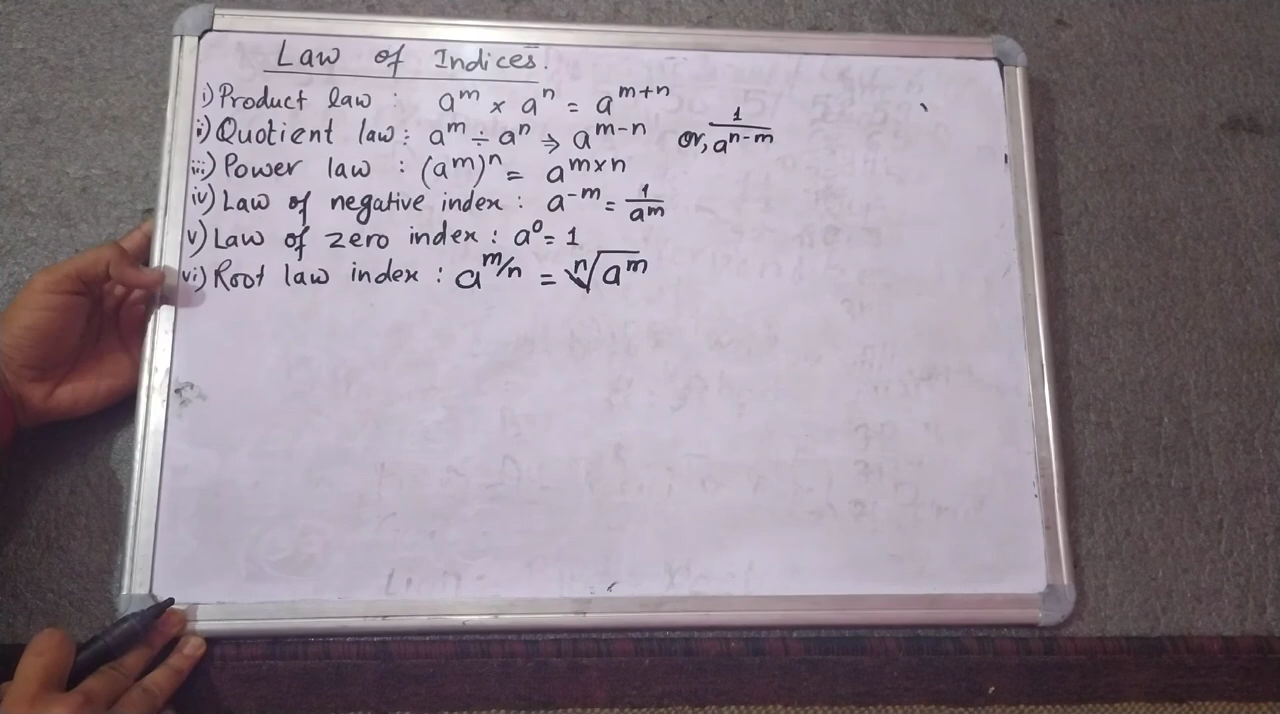 Law of Indices.
i) Product law : a^m × a^n = a^{m+n}
ii) Quotient law : a^m ÷ a^n ⇒ a^{m-n} or, 1/a^{n-m}
iii) Power law : (a^m)^n = a^{m×n}
iv) Law of negative index : a^{-m} = 1/a^m
v) Law of zero index : a^0 = 1
vi) Root law index : a^{m/n} = ⁿ√a^m